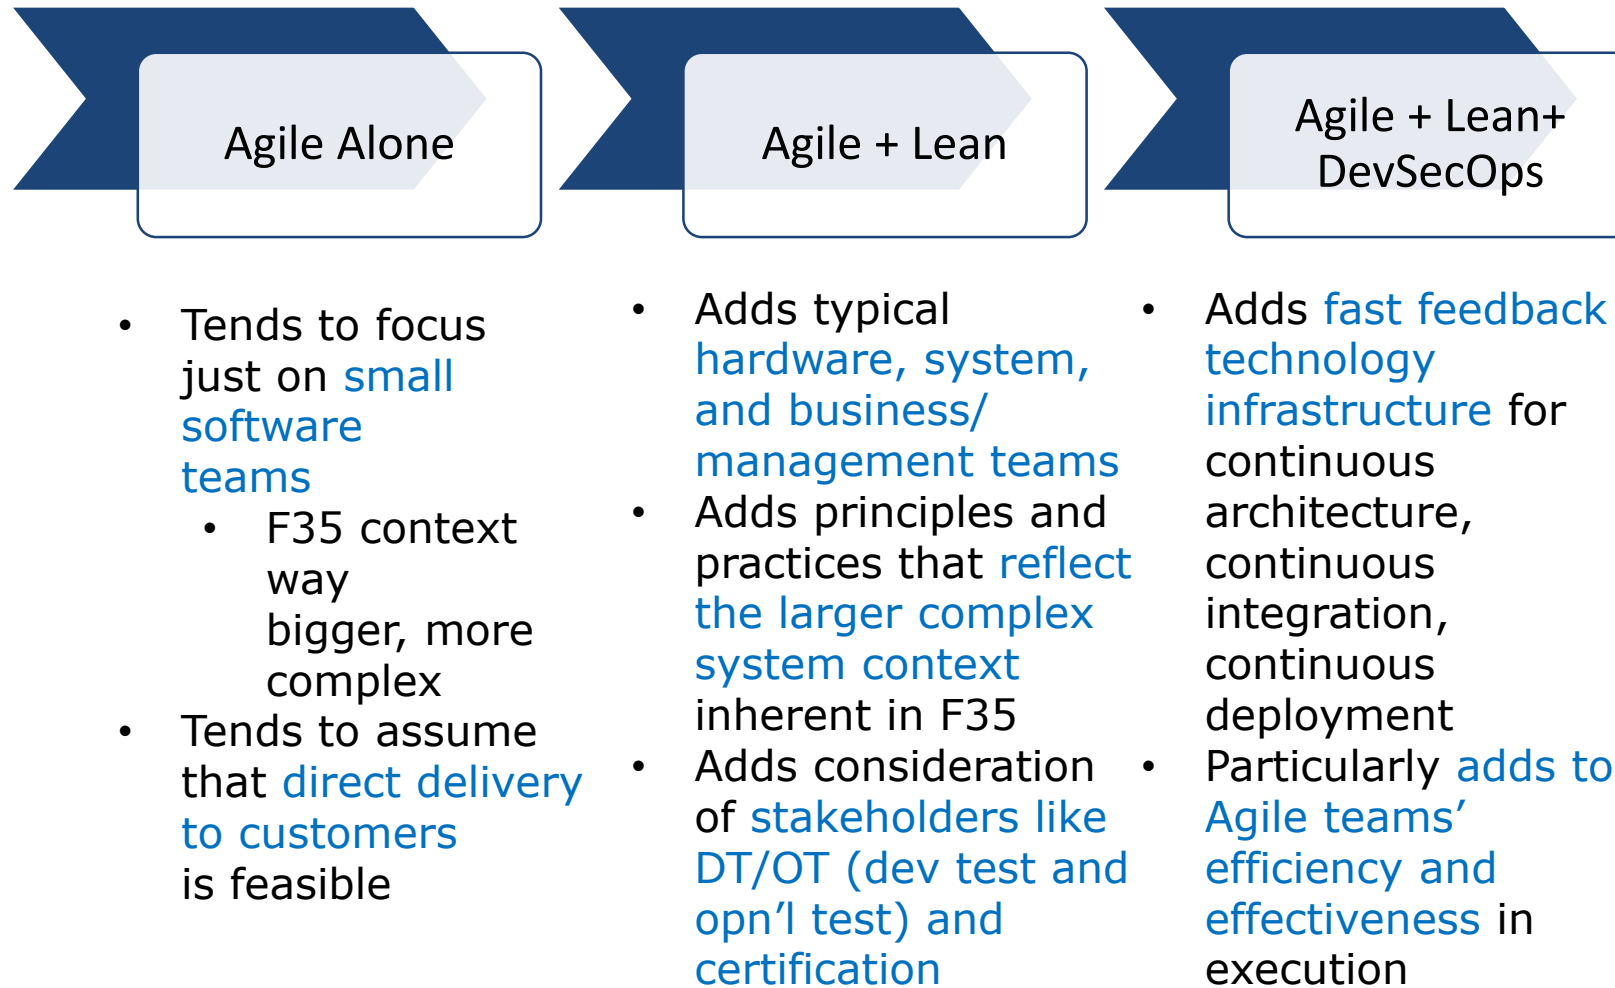 Agile Alone
Agile + Lean
Agile + Lean+
DevSecOps
• Tends to focus
just on small
software
teams
• F35 context
way
bigger, more
complex
• Tends to assume
that direct delivery
to customers
is feasible
• Adds typical
hardware, system,
and business/
management teams
• Adds principles and
practices that reflect
the larger complex
system context
inherent in F35
• Adds consideration
of stakeholders like
DT/OT (dev test and
opn’l test) and
certification
• Adds fast feedback
technology
infrastructure for
continuous
architecture,
continuous
integration,
continuous
deployment
• Particularly adds to
Agile teams’
efficiency and
effectiveness in
execution